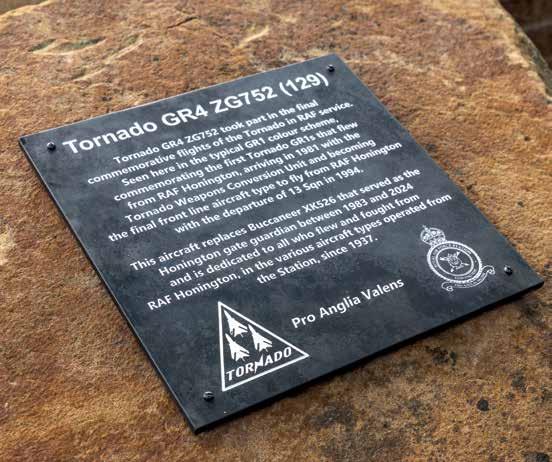 Tornado GR4 ZG752 (129)
Tornado GR4 ZG752 took part in the final
commemorative flights of the Tornado in RAF service.
Seen here in the typical GR1 colour scheme,
commemorating the first Tornado GR1s that flew
from RAF Honington, arriving in 1981 with the
Tornado Weapons Conversion Unit and becoming
the final front line aircraft type to fly from RAF Honington
with the departure of 13 Sqn in 1994.
This aircraft replaces Buccaneer XK526 that served as the
Honington gate guardian between 1983 and 2024
and is dedicated to all who flew and fought from
RAF Honington, in the various aircraft types operated from
the Station, since 1937.
Pro Anglia Valens
TORNADO